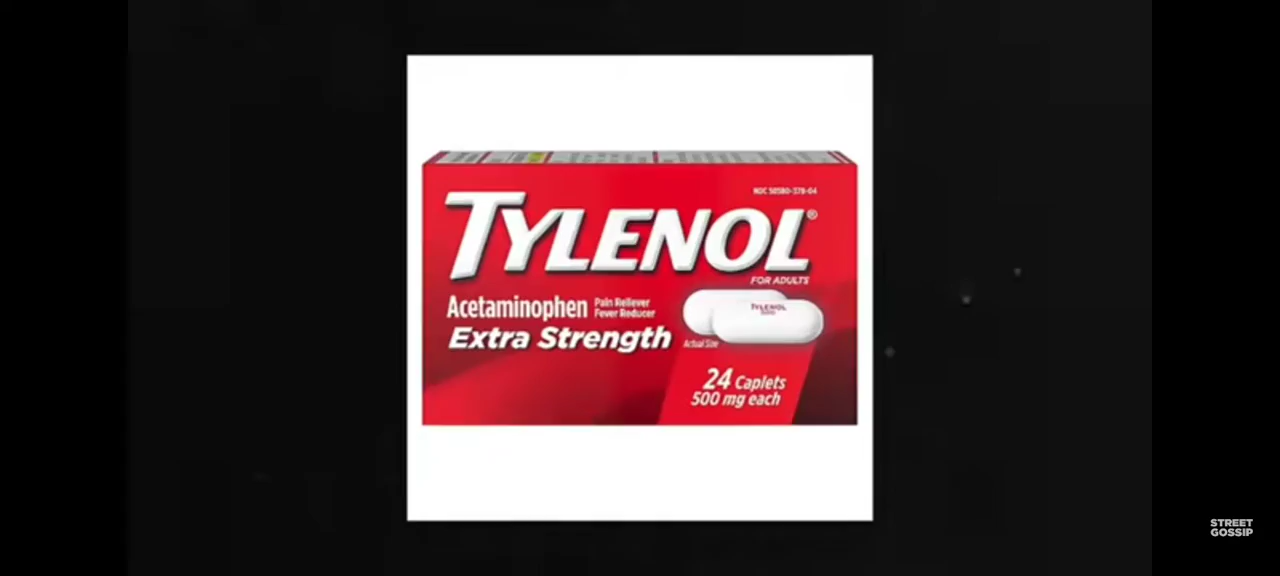 NDC 50580-378-04
TYLENOL®
FOR ADULTS
Acetaminophen Pain Reliever
Fever Reducer
Extra Strength
TYLENOL
500
Actual Size
24 Caplets
500 mg each
STREET
GOSSIP